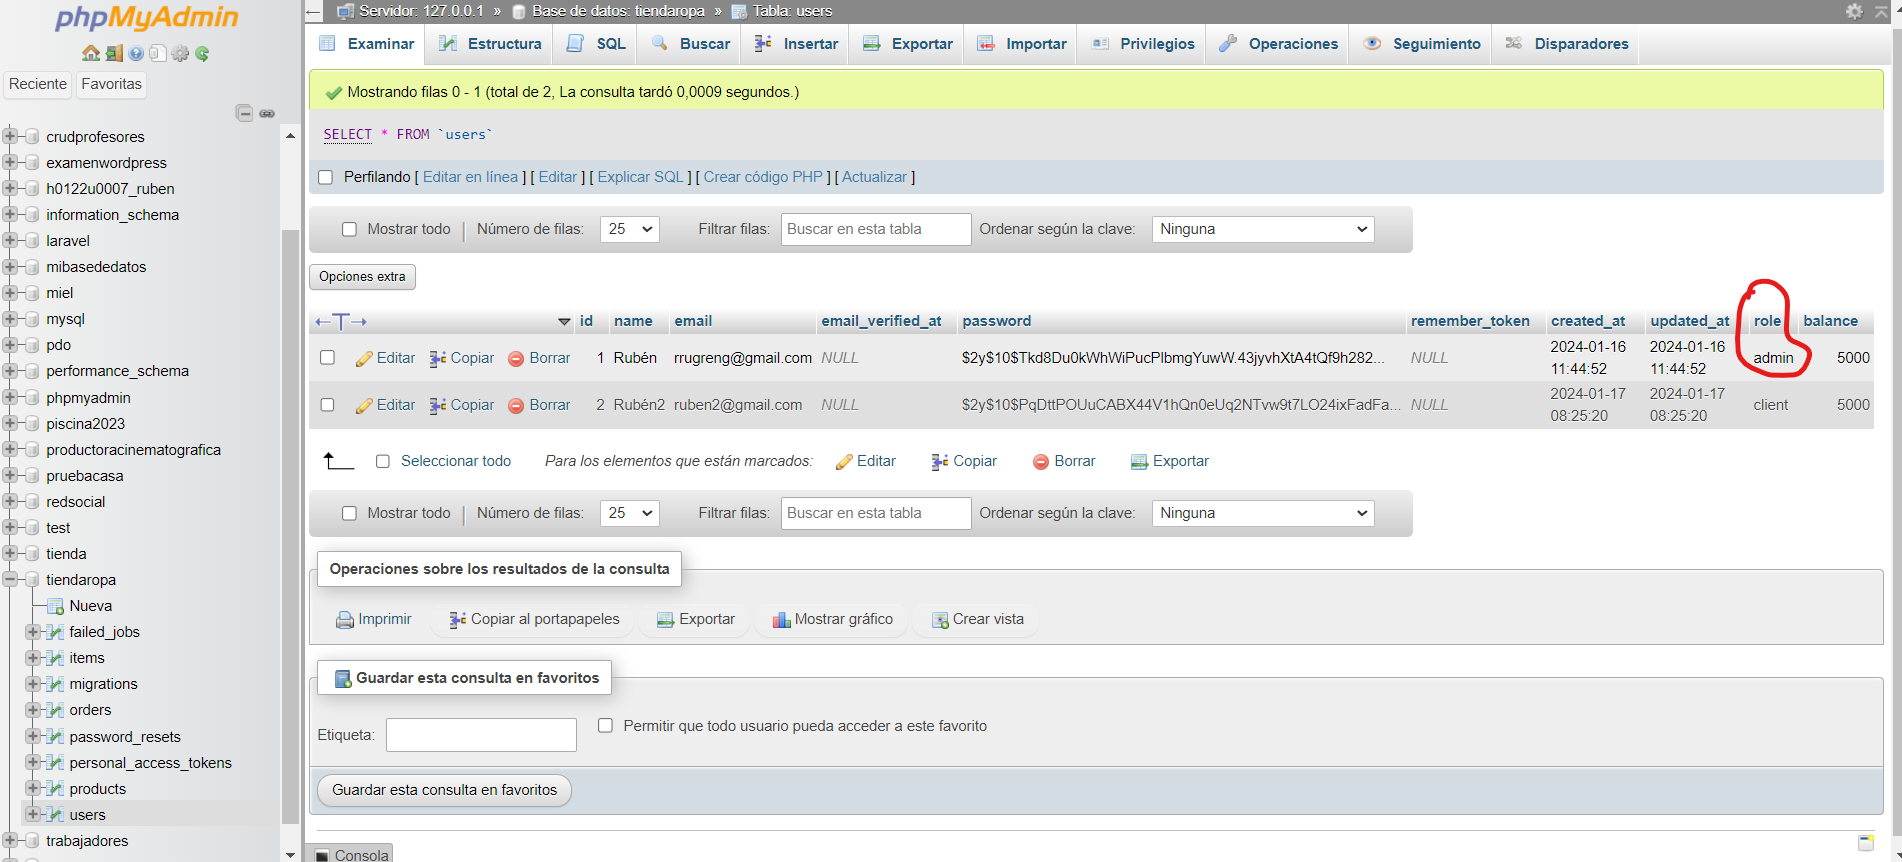 phpMyAdmin
Reciente Favoritas
crudprofesores
examenwordpress
h0122u0007_ruben
information_schema
laravel
mibasededatos
miel
mysql
pdo
performance_schema
phpmyadmin
piscina2023
productoracinematografica
pruebacasa
redsocial
test
tienda
tiendaropa
Nueva
failed_jobs
items
migrations
orders
password_resets
personal_access_tokens
products
users
trabajadores
Servidor: 127.0.0.1 » Base de datos: tiendaropa » Tabla: users
Examinar Estructura SQL Buscar Insertar Exportar Importar Privilegios Operaciones Seguimiento Disparadores
Mostrando filas 0 - 1 (total de 2, La consulta tardó 0,0009 segundos.)
SELECT * FROM `users`
Perfilando [ Editar en línea ] [ Editar ] [ Explicar SQL ] [ Crear código PHP ] [ Actualizar ]
Mostrar todo | Número de filas: 25 Filtrar filas: Buscar en esta tabla Ordenar según la clave: Ninguna
Opciones extra
←T→ id name email email_verified_at password remember_token created_at updated_at role balance
Editar Copiar Borrar 1 Rubén rrugreng@gmail.com NULL $2y$10$Tkd8Du0kWhWiPucPlbmgYuwW.43jyvhXtA4tQf9h282... NULL 2024-01-16 11:44:52 2024-01-16 11:44:52 admin 5000
Editar Copiar Borrar 2 Rubén2 ruben2@gmail.com NULL $2y$10$PqDttPOUuCABX44V1hQn0eUq2NTvw9t7LO24ixFadFa... NULL 2024-01-17 08:25:20 2024-01-17 08:25:20 client 5000
Seleccionar todo Para los elementos que están marcados: Editar Copiar Borrar Exportar
Mostrar todo | Número de filas: 25 Filtrar filas: Buscar en esta tabla Ordenar según la clave: Ninguna
Operaciones sobre los resultados de la consulta
Imprimir Copiar al portapapeles Exportar Mostrar gráfico Crear vista
Guardar esta consulta en favoritos
Etiqueta: Permitir que todo usuario pueda acceder a este favorito
Guardar esta consulta en favoritos
Consola